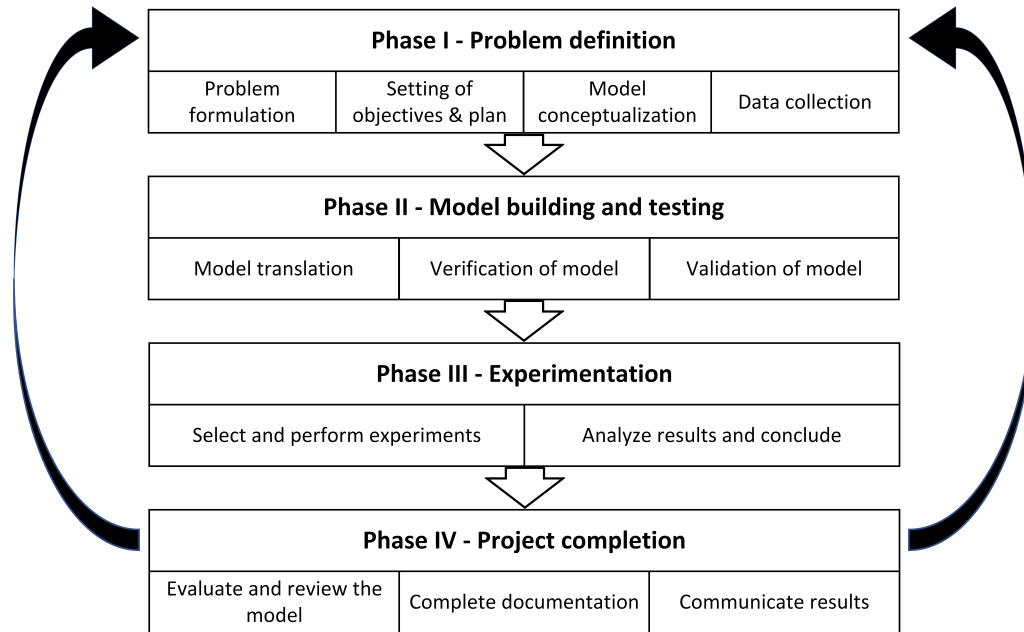 Phase I - Problem definition
Problem
formulation
Setting of
objectives & plan
Model
conceptualization
Data collection
Phase II - Model building and testing
Model translation
Verification of model
Validation of model
Phase III - Experimentation
Select and perform experiments
Analyze results and conclude
Phase IV - Project completion
Evaluate and review the
model
Complete documentation
Communicate results